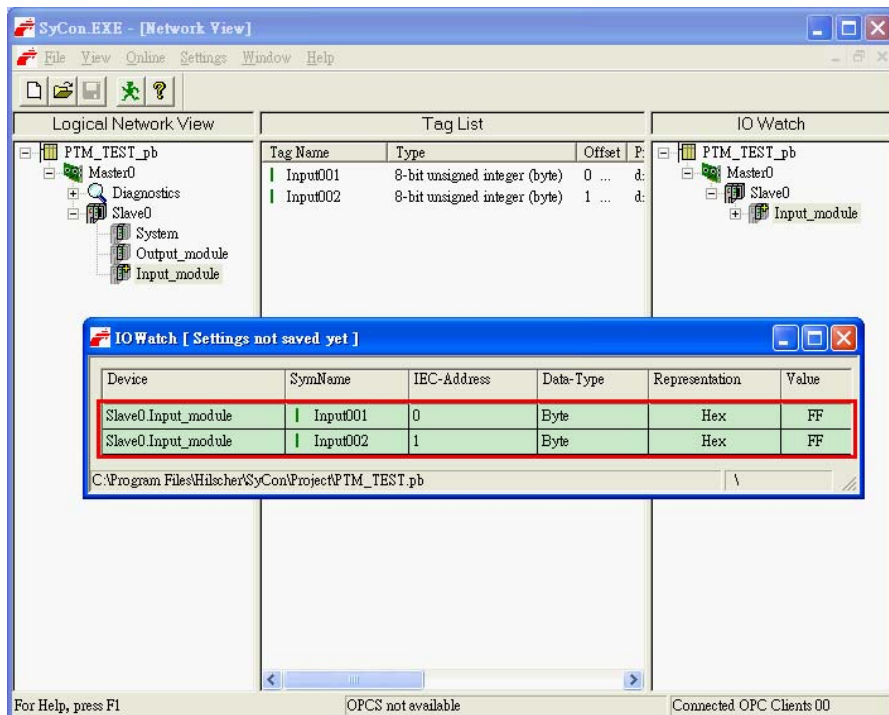 SyCon.EXE - [Network View]
File View Online Settings Window Help
Logical Network View
Tag List
IO Watch
PTM_TEST_pb
Master0
Diagnostics
Slave0
System
Output_module
Input_module
Tag Name Type Offset P:
Input001 8-bit unsigned integer (byte) 0 ... d:
Input002 8-bit unsigned integer (byte) 1 ... d:
PTM_TEST_pb
Master0
Slave0
Input_module
IO Watch [ Settings not saved yet ]
Device SymName IEC-Address Data-Type Representation Value
Slave0.Input_module Input001 0 Byte Hex FF
Slave0.Input_module Input002 1 Byte Hex FF
C:\Program Files\Hilscher\SyCon\Project\PTM_TEST.pb \
For Help, press F1 OPCS not available Connected OPC Clients 00